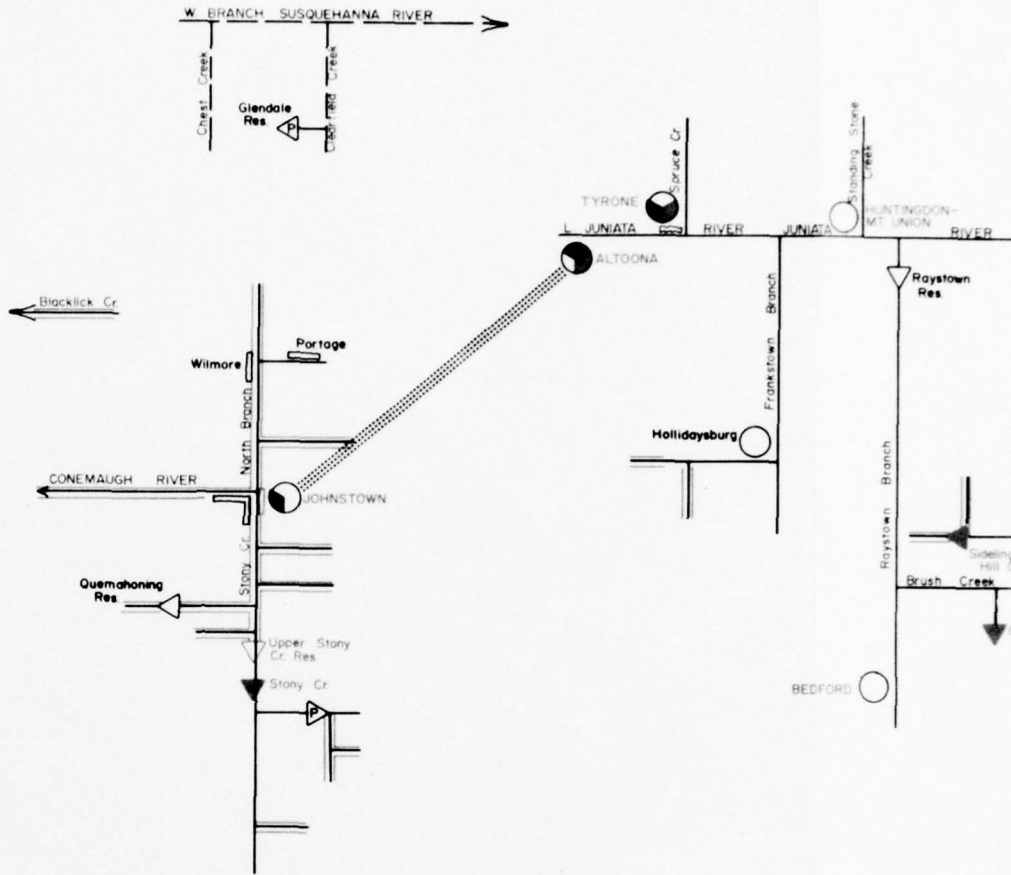 W BRANCH SUSQUEHANNA RIVER
Chest Creek
Clearfield Creek
Glendale
Res.
P
Spruce Cr.
Standing Stone
Creek
TYRONE
HUNTINGDON-
MT UNION
L JUNIATA RIVER JUNIATA RIVER
ALTOONA
Raystown
Res.
Blacklick Cr.
Portage
Wilmore
North Branch
Frankstown Branch
Hollidaysburg
Raystown Branch
CONEMAUGH RIVER
JOHNSTOWN
Stony Cr.
Sideling
Hill
Quemahoning
Res.
Brush Creek
Upper Stony
Cr. Res.
Stony Cr.
BEDFORD
P